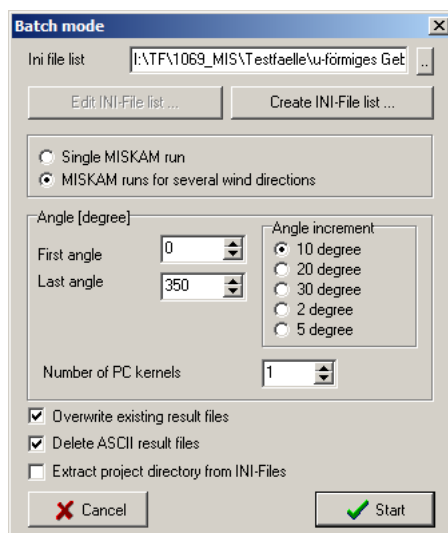 Batch mode
Ini file list I:\TF\1069_MIS\Testfaelle\u-förmiges Get ..
Edit INI-File list ... Create INI-File list ...
Single MISKAM run
MISKAM runs for several wind directions
Angle [degree]
First angle 0
Last angle 350
Angle increment
10 degree
20 degree
30 degree
2 degree
5 degree
Number of PC kernels 1
Overwrite existing result files
Delete ASCII result files
Extract project directory from INI-Files
Cancel Start